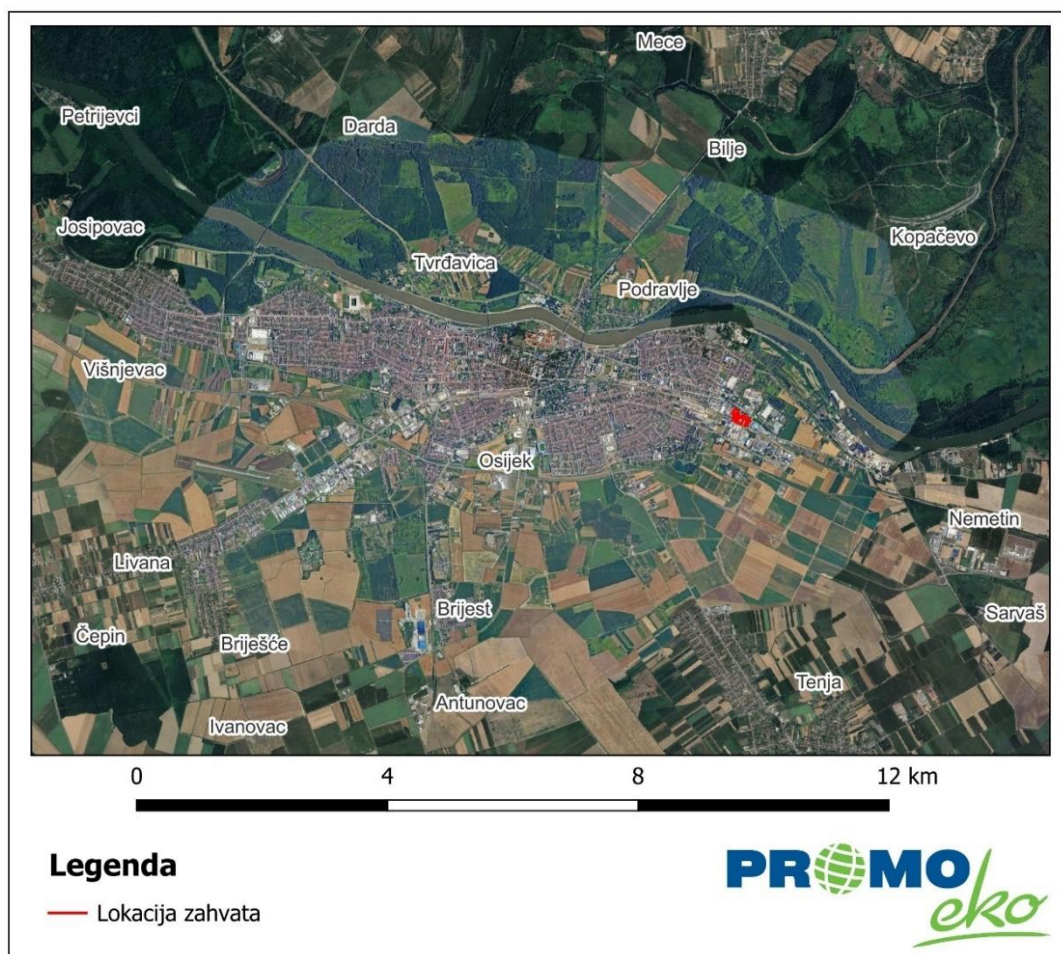 Mece
Petrijevci
Darda
Bilje
Josipovac
Kopačevo
Tvrđavica
Podravlje
Višnjevac
Osijek
Nemetin
Livana
Brijest
Sarvaš
Čepin
Briješće
Tenja
Antunovac
Ivanovac
0 4 8 12 km
Legenda
Lokacija zahvata
PROMO
eko